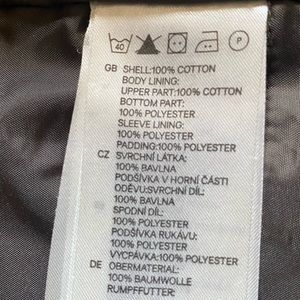 40 P
GB SHELL:100% COTTON
BODY LINING:
UPPER PART:100% COTTON
BOTTOM PART:
100% POLYESTER
SLEEVE LINING:
100% POLYESTER
PADDING:100% POLYESTER
CZ SVRCHNÍ LÁTKA:
100% BAVLNA
PODŠÍVKA V HORNÍ ČÁSTI
ODĚVU:SVRCHNÍ DÍL:
100% BAVLNA
SPODNÍ DÍL:
100% POLYESTER
PODŠÍVKA RUKÁVU:
100% POLYESTER
VYCPÁVKA:100% POLYESTER
DE OBERMATERIAL:
100% BAUMWOLLE
RUMPFFUTTER: